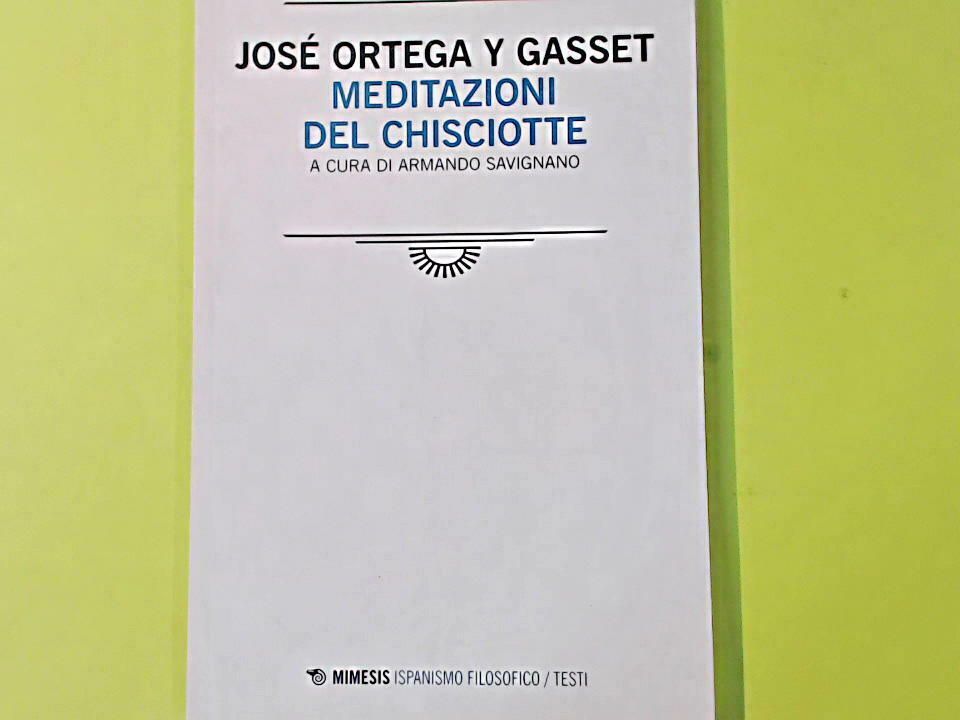 JOSÉ ORTEGA Y GASSET
MEDITAZIONI
DEL CHISCIOTTE
A CURA DI ARMANDO SAVIGNANO
MIMESIS ISPANISMO FILOSOFICO / TESTI